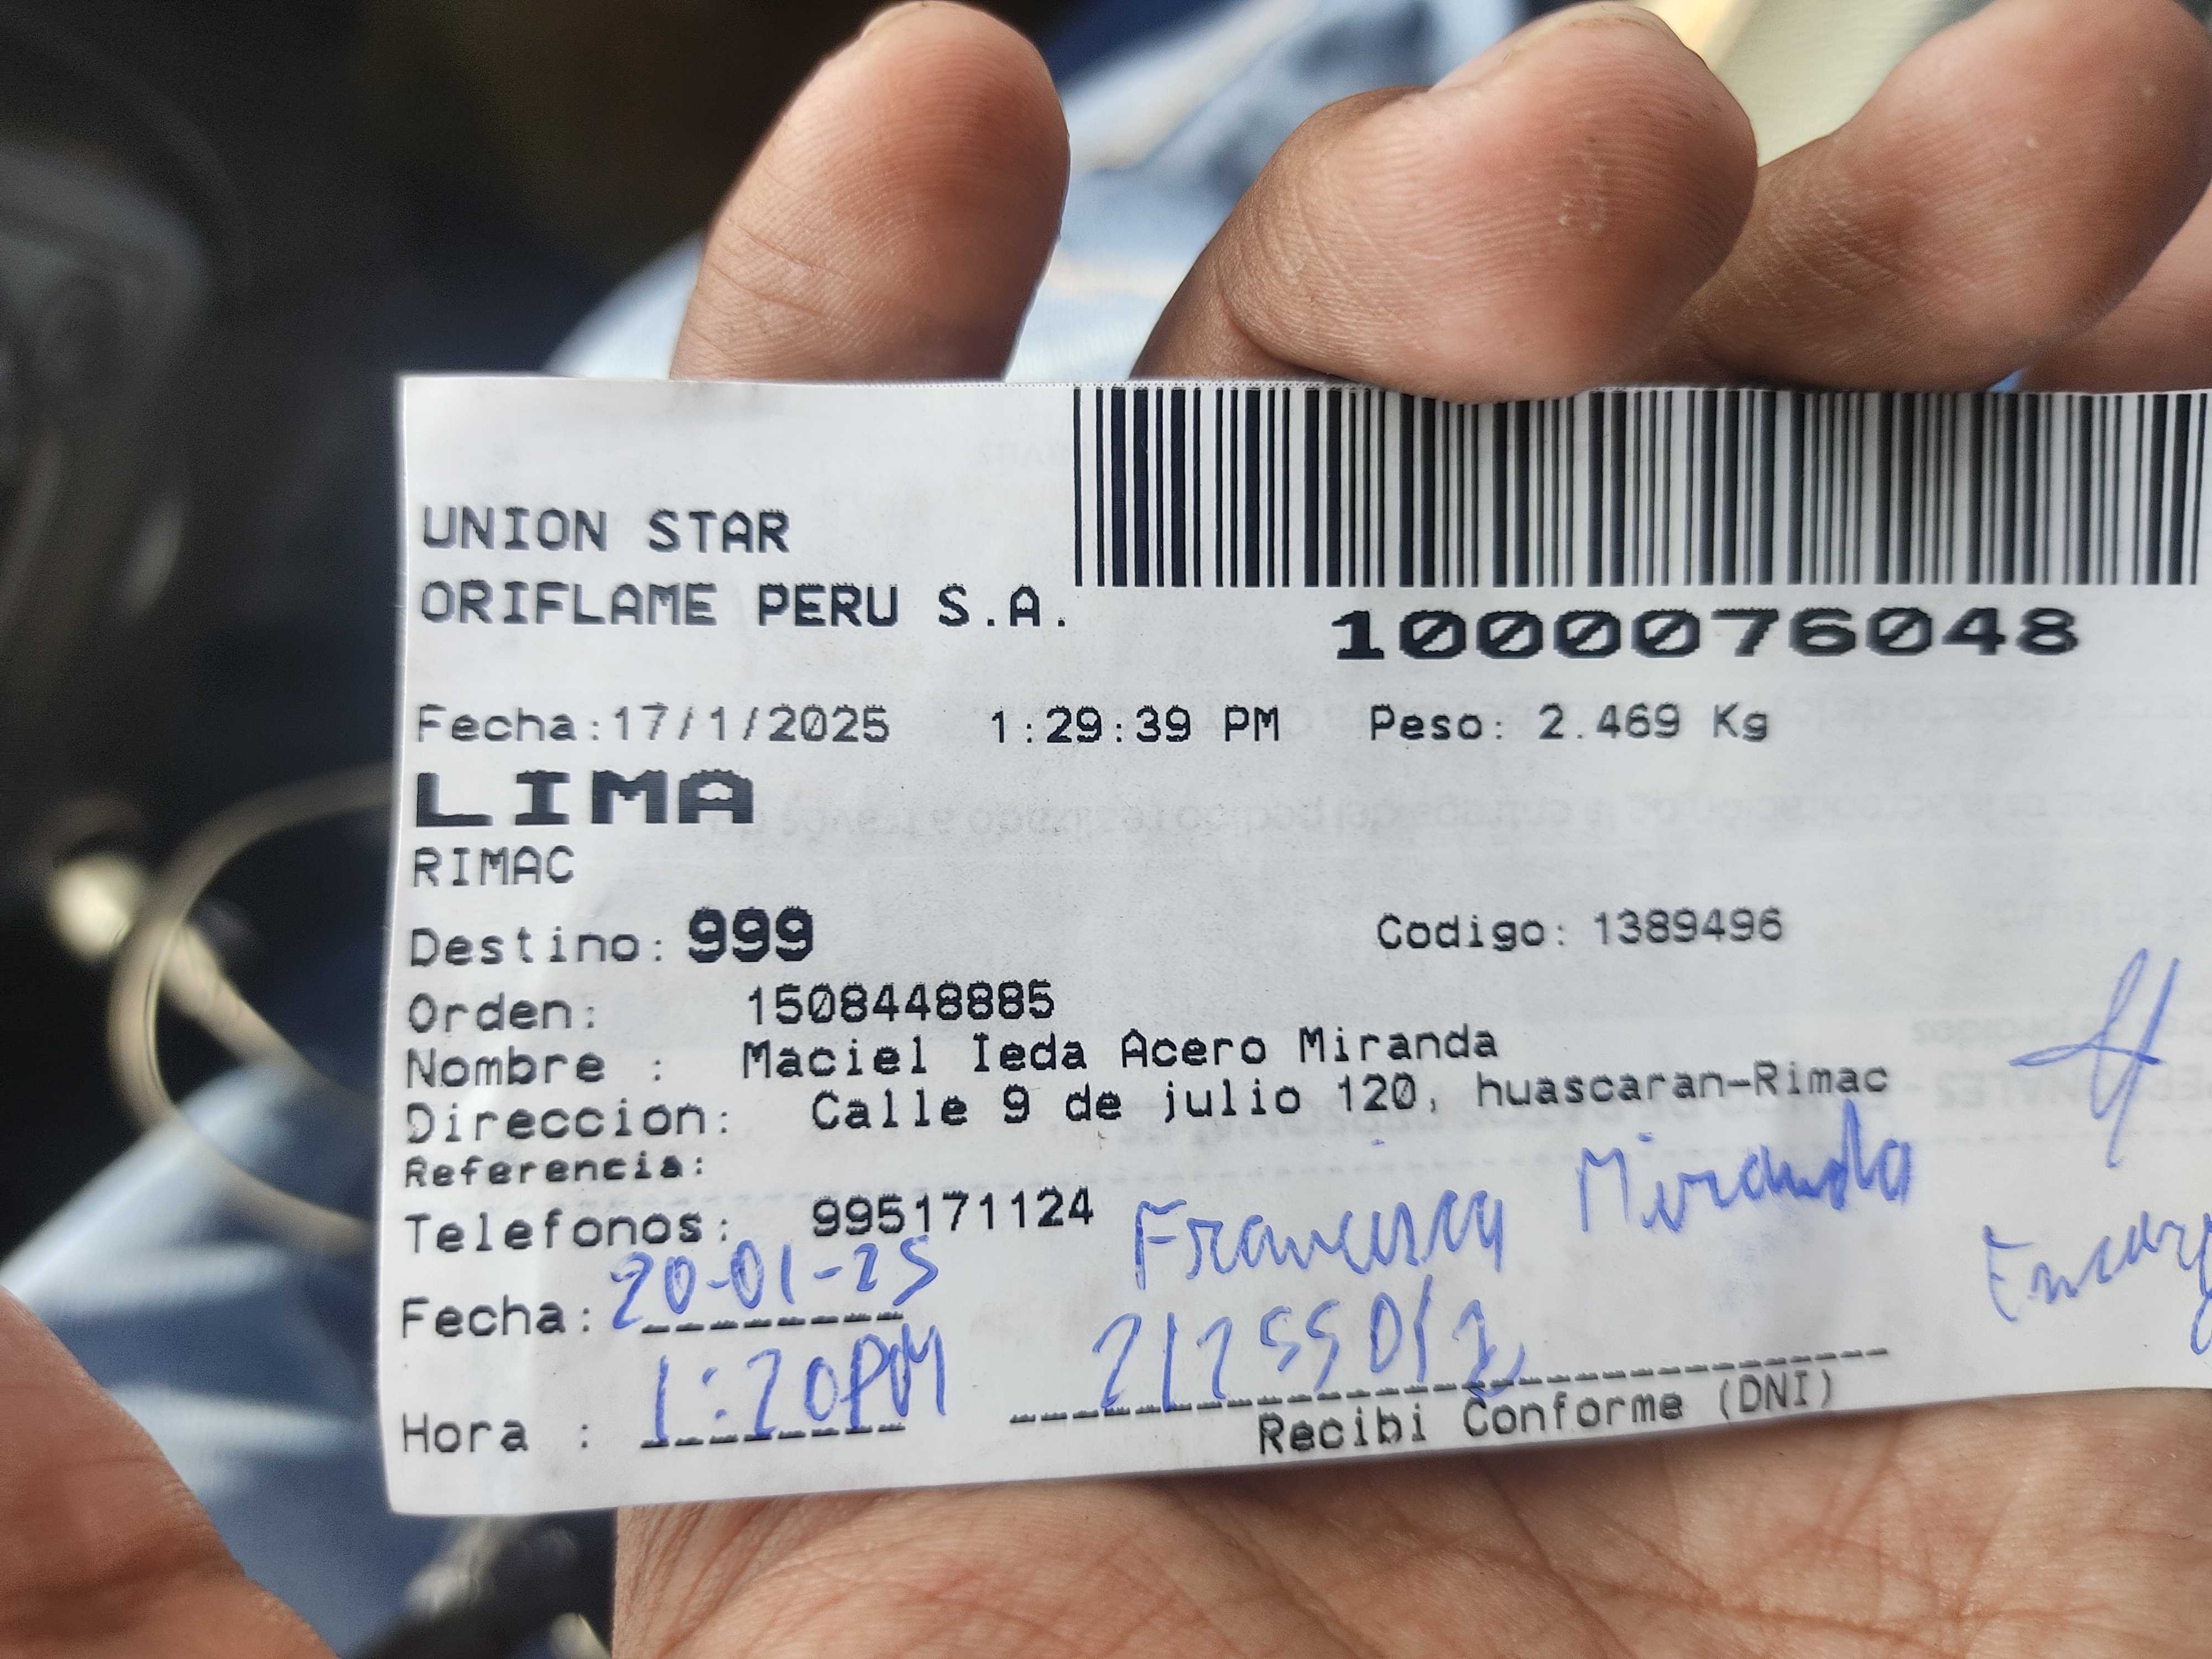 UNION STAR
ORIFLAME PERU S.A.
1000076048
Fecha:17/1/2025 1:29:39 PM Peso: 2.469 Kg
LIMA
RIMAC
Destino: 999 Codigo: 1389496
Orden: 1508448885
Nombre : Maciel Ieda Acero Miranda
Direccion: Calle 9 de julio 120, huascaran-Rimac
Referencia:
Telefonos: 995171124
Francisca Miranda
Fecha: 20-01-25
Hora : 1:20PM
Recibi Conforme (DNI)